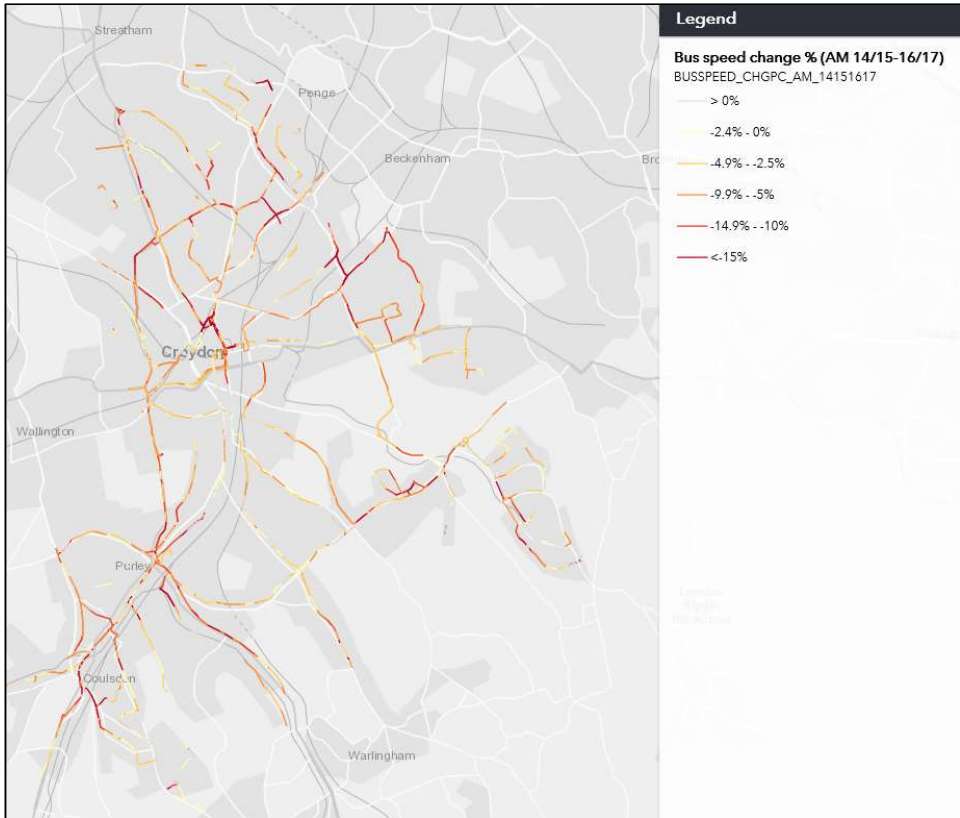 Legend
Bus speed change % (AM 14/15-16/17)
BUSSPEED_CHGPC_AM_14151617
> 0%
-2.4% - 0%
-4.9% - -2.5%
-9.9% - -5%
-14.9% - -10%
<-15%
Streatham
Penge
Beckenham
Bro
Croydon
Wallington
Purley
Coulsdon
Warlingham